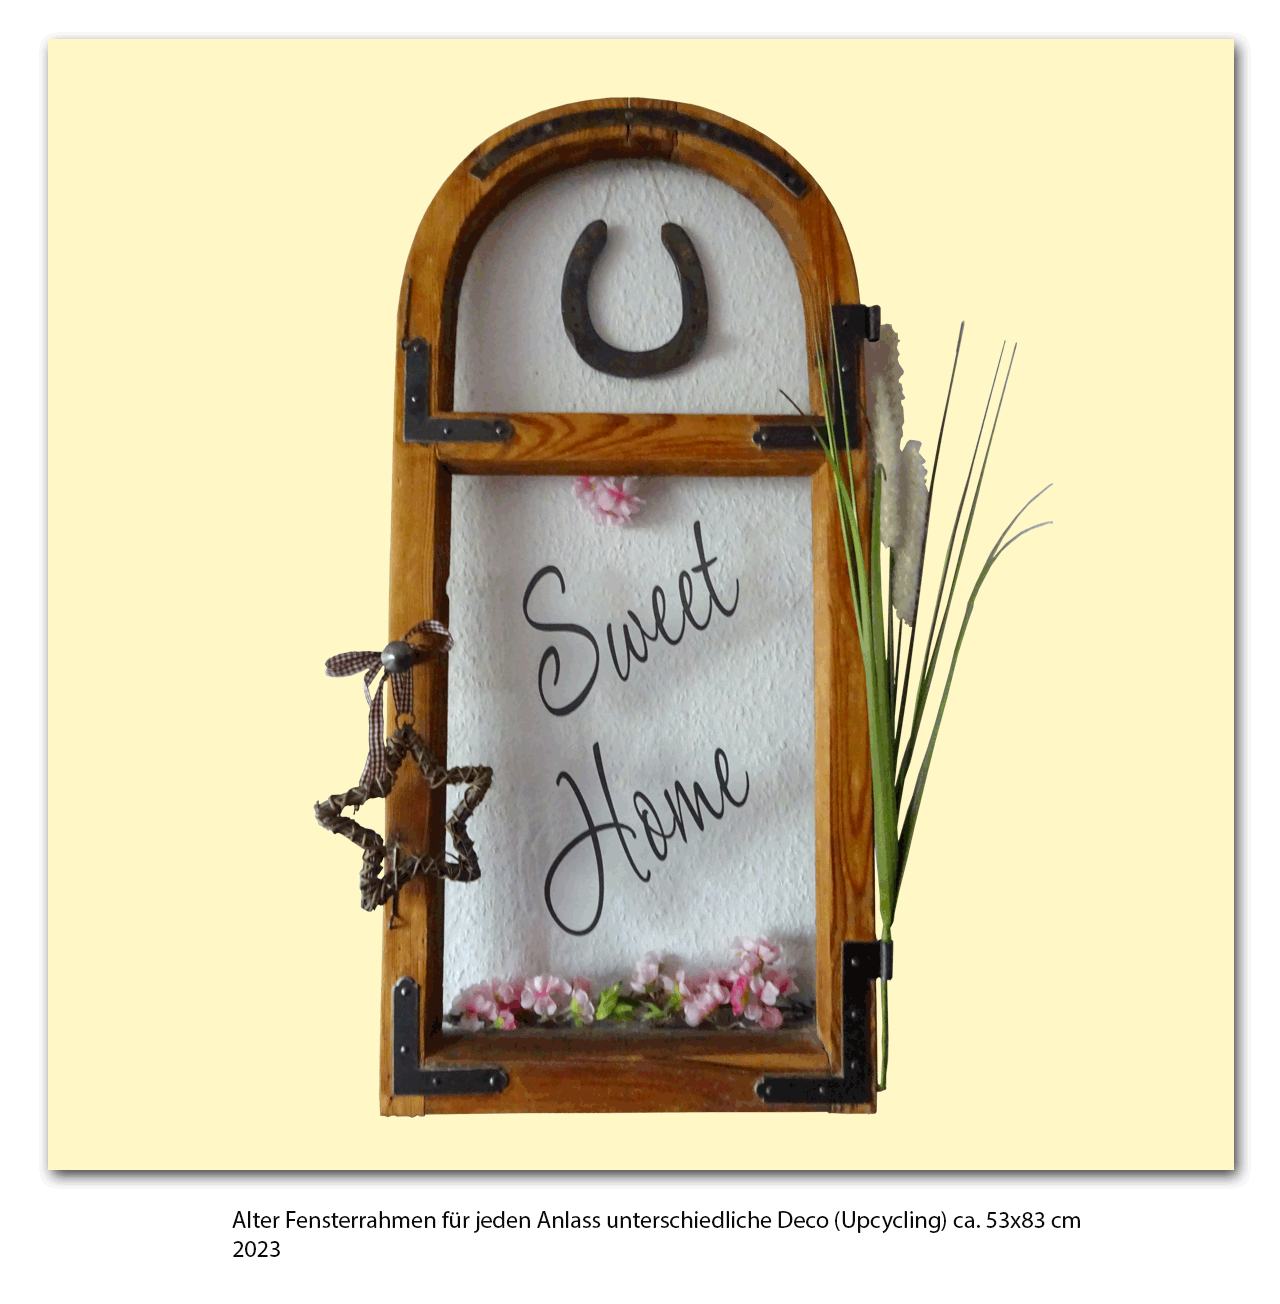 Sweet
Home
Alter Fensterrahmen für jeden Anlass unterschiedliche Deco (Upcycling) ca. 53x83 cm
2023